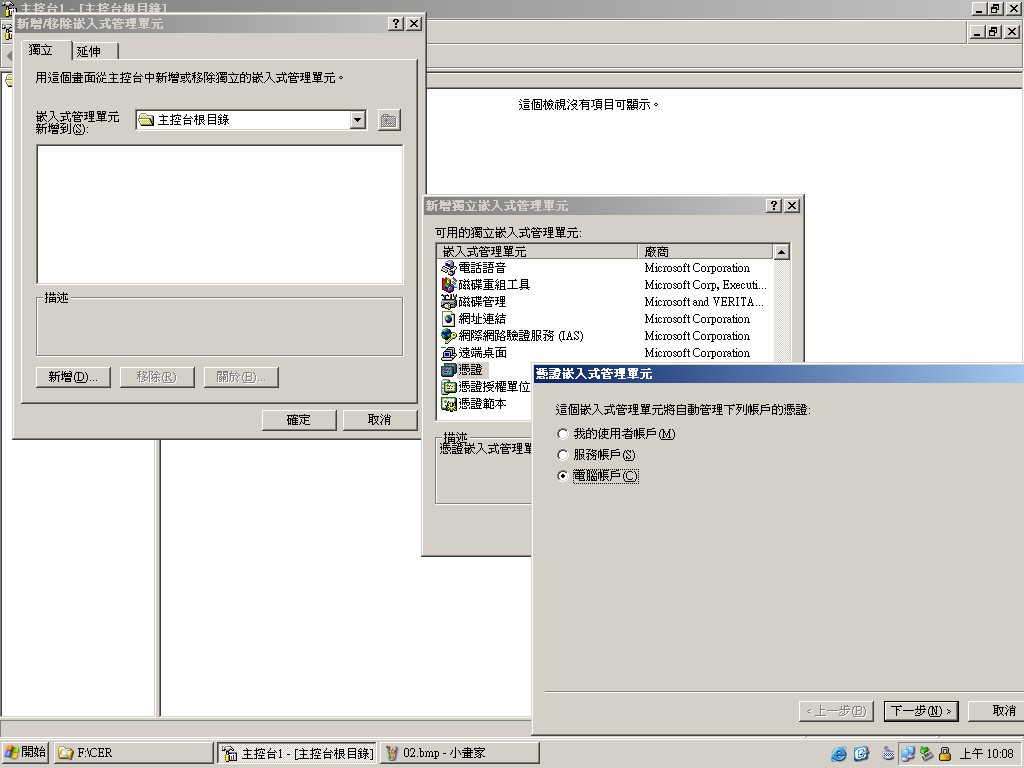 主控台1 - [主控台根目錄]
新增/移除嵌入式管理單元
獨立
延伸
用這個畫面從主控台中新增或移除獨立的嵌入式管理單元。
嵌入式管理單元
新增到(S):
主控台根目錄
描述
新增(D)...
移除(R)
關於(B)...
確定
取消
這個檢視沒有項目可顯示。
新增獨立嵌入式管理單元
可用的獨立嵌入式管理單元:
嵌入式管理單元 廠商
電話語音 Microsoft Corporation
磁碟重組工具 Microsoft Corp, Executi...
磁碟管理 Microsoft and VERITA...
網址連結 Microsoft Corporation
網際網路驗證服務 (IAS) Microsoft Corporation
遠端桌面 Microsoft Corporation
憑證
憑證授權單位
憑證範本
描述
憑證嵌入式管理單
憑證嵌入式管理單元
這個嵌入式管理單元將自動管理下列帳戶的憑證:
我的使用者帳戶(M)
服務帳戶(S)
電腦帳戶(C)
< 上一步(B)
下一步(N) >
取消
開始
F:\CER
主控台1 - [主控台根目錄]
02.bmp - 小畫家
上午 10:08